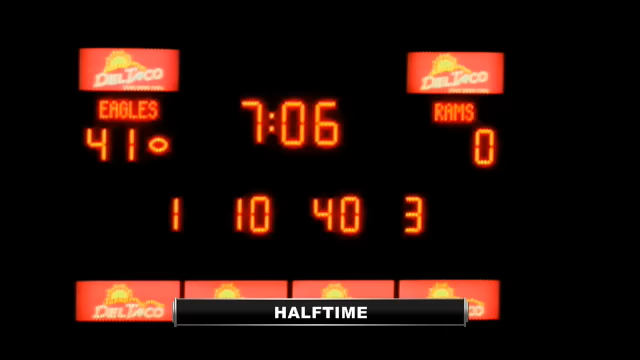 DEL TACO DEL TACO
EAGLES 7:06 RAMS
41 0
1 10 40 3
DEL TACO DEL TACO
HALFTIME